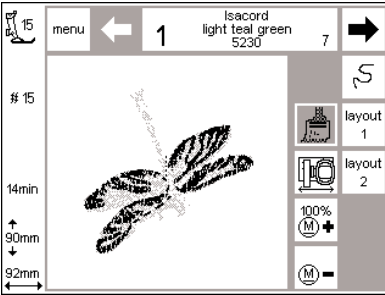 15
menu
1
Isacord
light teal green
5230
7
# 15
layout
1
layout
2
14min
100%
M +
90mm
92mm
M -